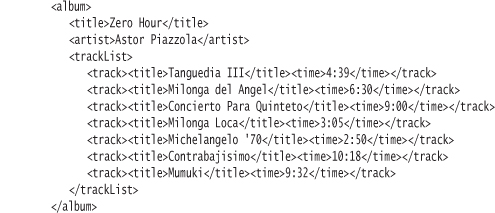 <album>
<title>Zero Hour</title>
<artist>Astor Piazzola</artist>
<trackList>
<track><title>Tanguedia III</title><time>4:39</time></track>
<track><title>Milonga del Angel</title><time>6:30</time></track>
<track><title>Concierto Para Quinteto</title><time>9:00</time></track>
<track><title>Milonga Loca</title><time>3:05</time></track>
<track><title>Michelangelo '70</title><time>2:50</time></track>
<track><title>Contrabajisimo</title><time>10:18</time></track>
<track><title>Mumuki</title><time>9:32</time></track>
</trackList>
</album>